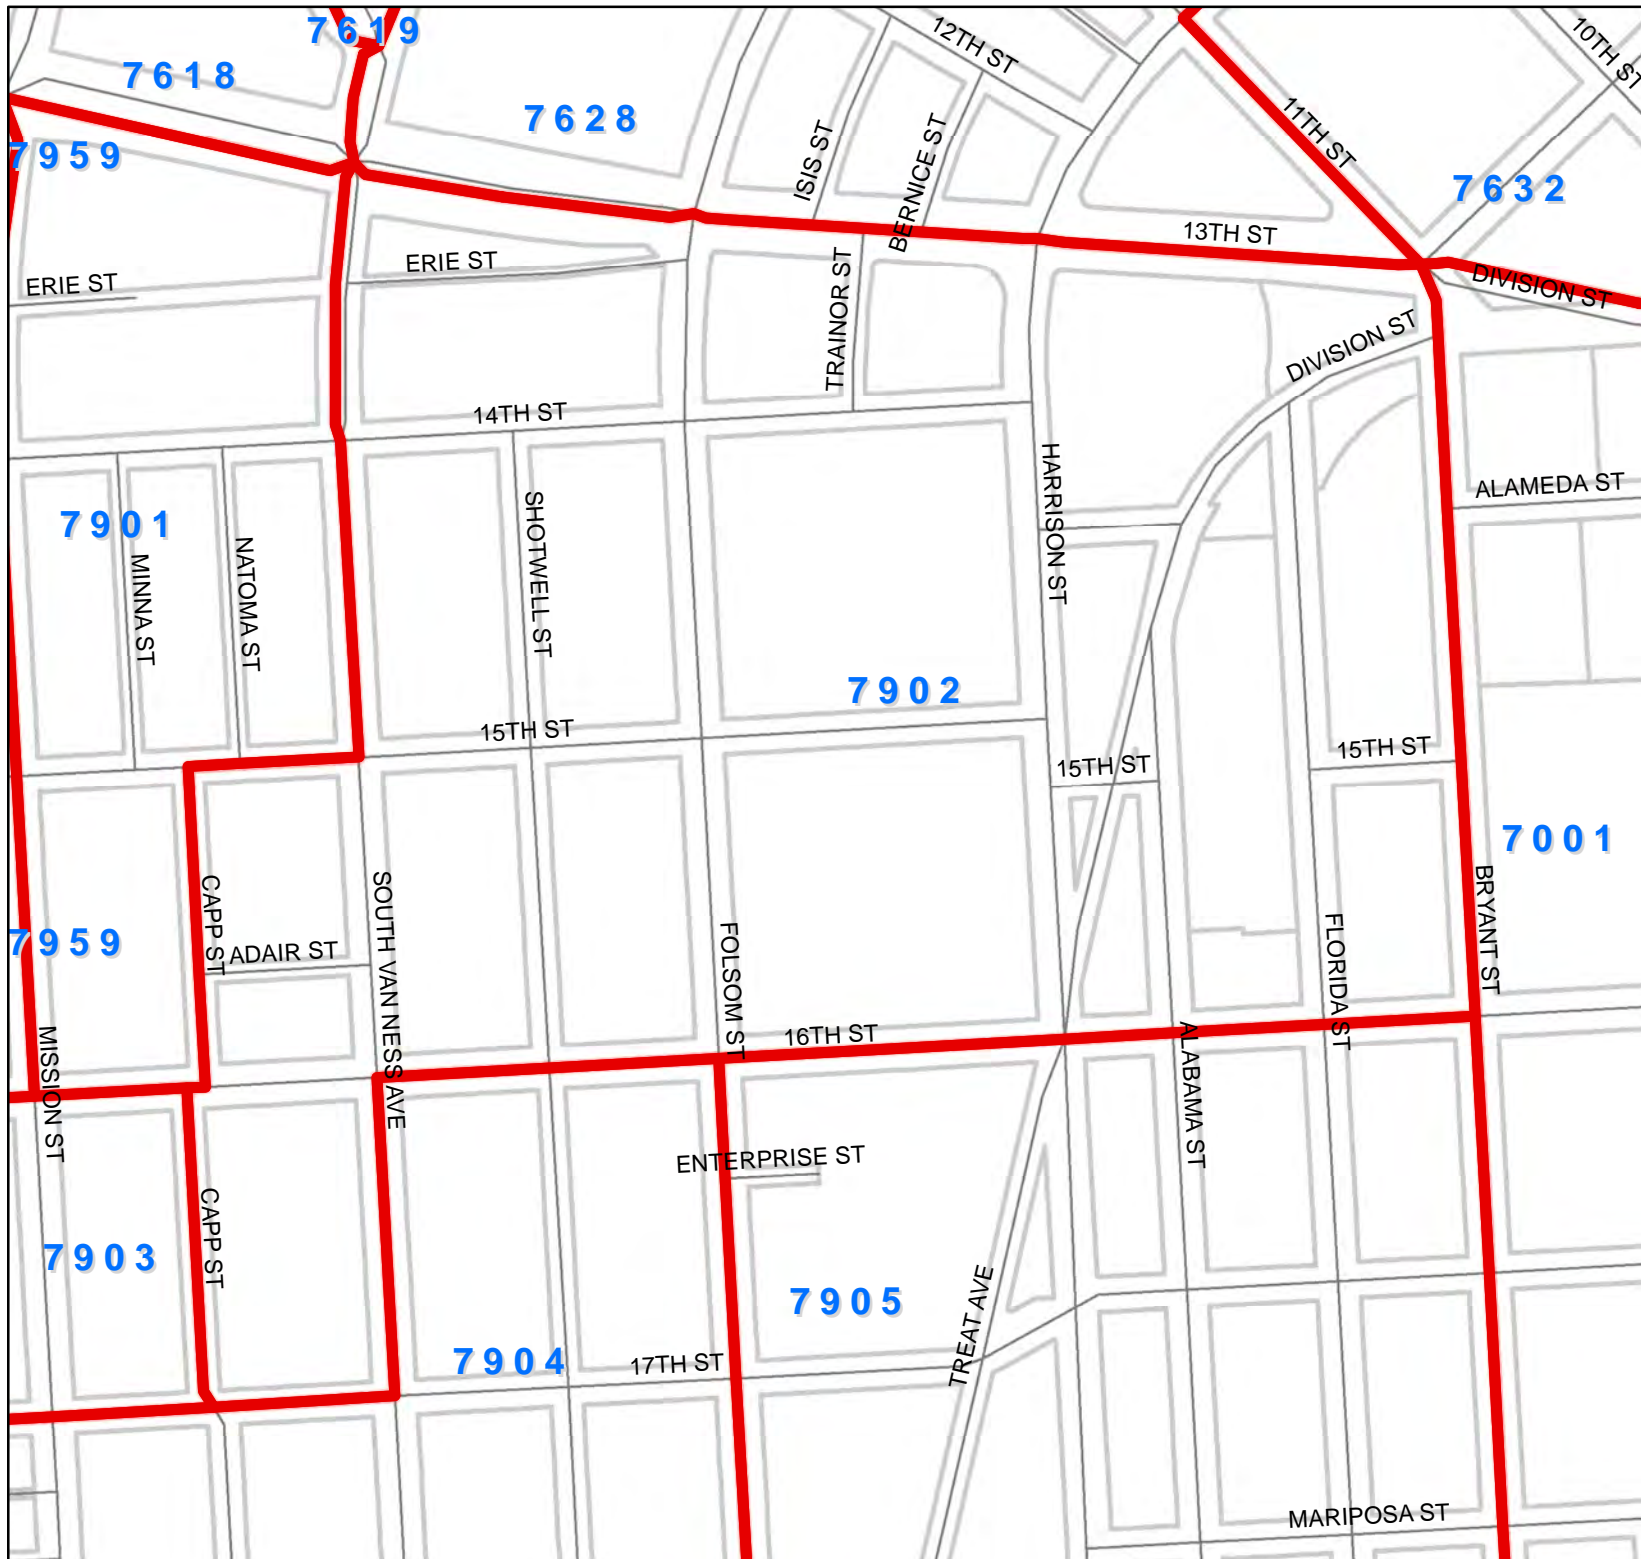 7619
12TH ST
10TH ST
7618
7628
11TH ST
7959
ISIS ST
BERNICE ST
7632
13TH ST
ERIE ST
ERIE ST
DIVISION ST
TRAINOR ST
DIVISION ST
14TH ST
HARRISON ST
ALAMEDA ST
7901
MINNA ST
NATOMA ST
SHOTWELL ST
7902
15TH ST
15TH ST
15TH ST
7001
CAPP ST
SOUTH VAN NESS AVE
BRYANT ST
7959
ADAIR ST
FOLSOM ST
FLORIDA ST
16TH ST
MISSION ST
ALABAMA ST
ENTERPRISE ST
CAPP ST
7903
7905
TREAT AVE
7904
17TH ST
MARIPOSA ST